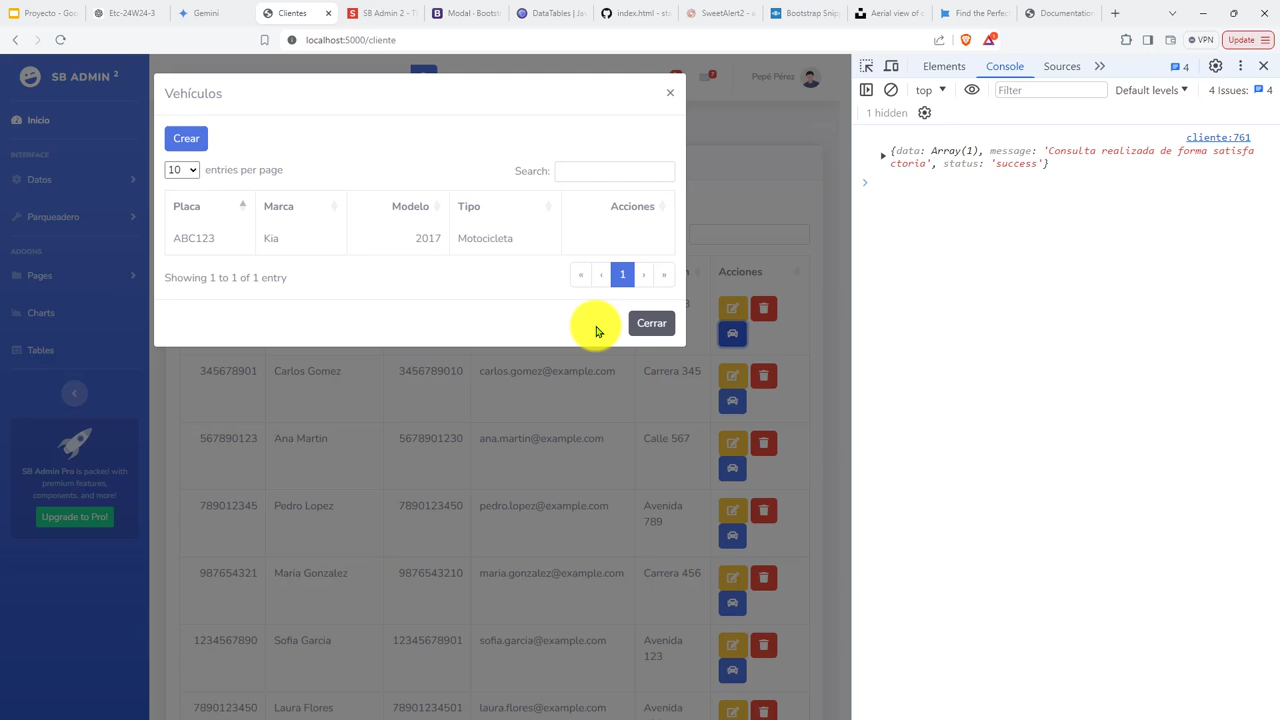 Proyecto - Goo
Etc-24W24-3
Gemini
Clientes
SB Admin 2 - Ti
Modal · Bootst
DataTables | Ja
index.html - sta
SweetAlert2 - a
Bootstrap Snip
Aerial view of c
Find the Perfec
Documentation
localhost:5000/cliente
VPN
Update
SB ADMIN 2
Inicio
INTERFACE
Datos
Parqueadero
ADDONS
Pages
Charts
Tables
SB Admin Pro is packed with
premium features,
components, and more!
Upgrade to Pro!
7
Pepé Pérez
Vehículos
×
Crear
10 entries per page
Search:
Placa Marca Modelo Tipo Acciones
ABC123 Kia 2017 Motocicleta
Showing 1 to 1 of 1 entry
« ‹ 1 › »
Cerrar
n Acciones
8
345678901 Carlos Gomez 3456789010 carlos.gomez@example.com Carrera 345
567890123 Ana Martin 5678901230 ana.martin@example.com Calle 567
789012345 Pedro Lopez 7890123450 pedro.lopez@example.com Avenida
789
987654321 Maria Gonzalez 9876543210 maria.gonzalez@example.com Carrera 456
1234567890 Sofia Garcia 12345678901 sofia.garcia@example.com Avenida
123
7890123450 Laura Flores 78901234501 laura.flores@example.com Avenida
Elements Console Sources
4
top
Filter
Default levels
4 Issues: 4
1 hidden
cliente:761
{data: Array(1), message: 'Consulta realizada de forma satisfa
ctoria', status: 'success'}